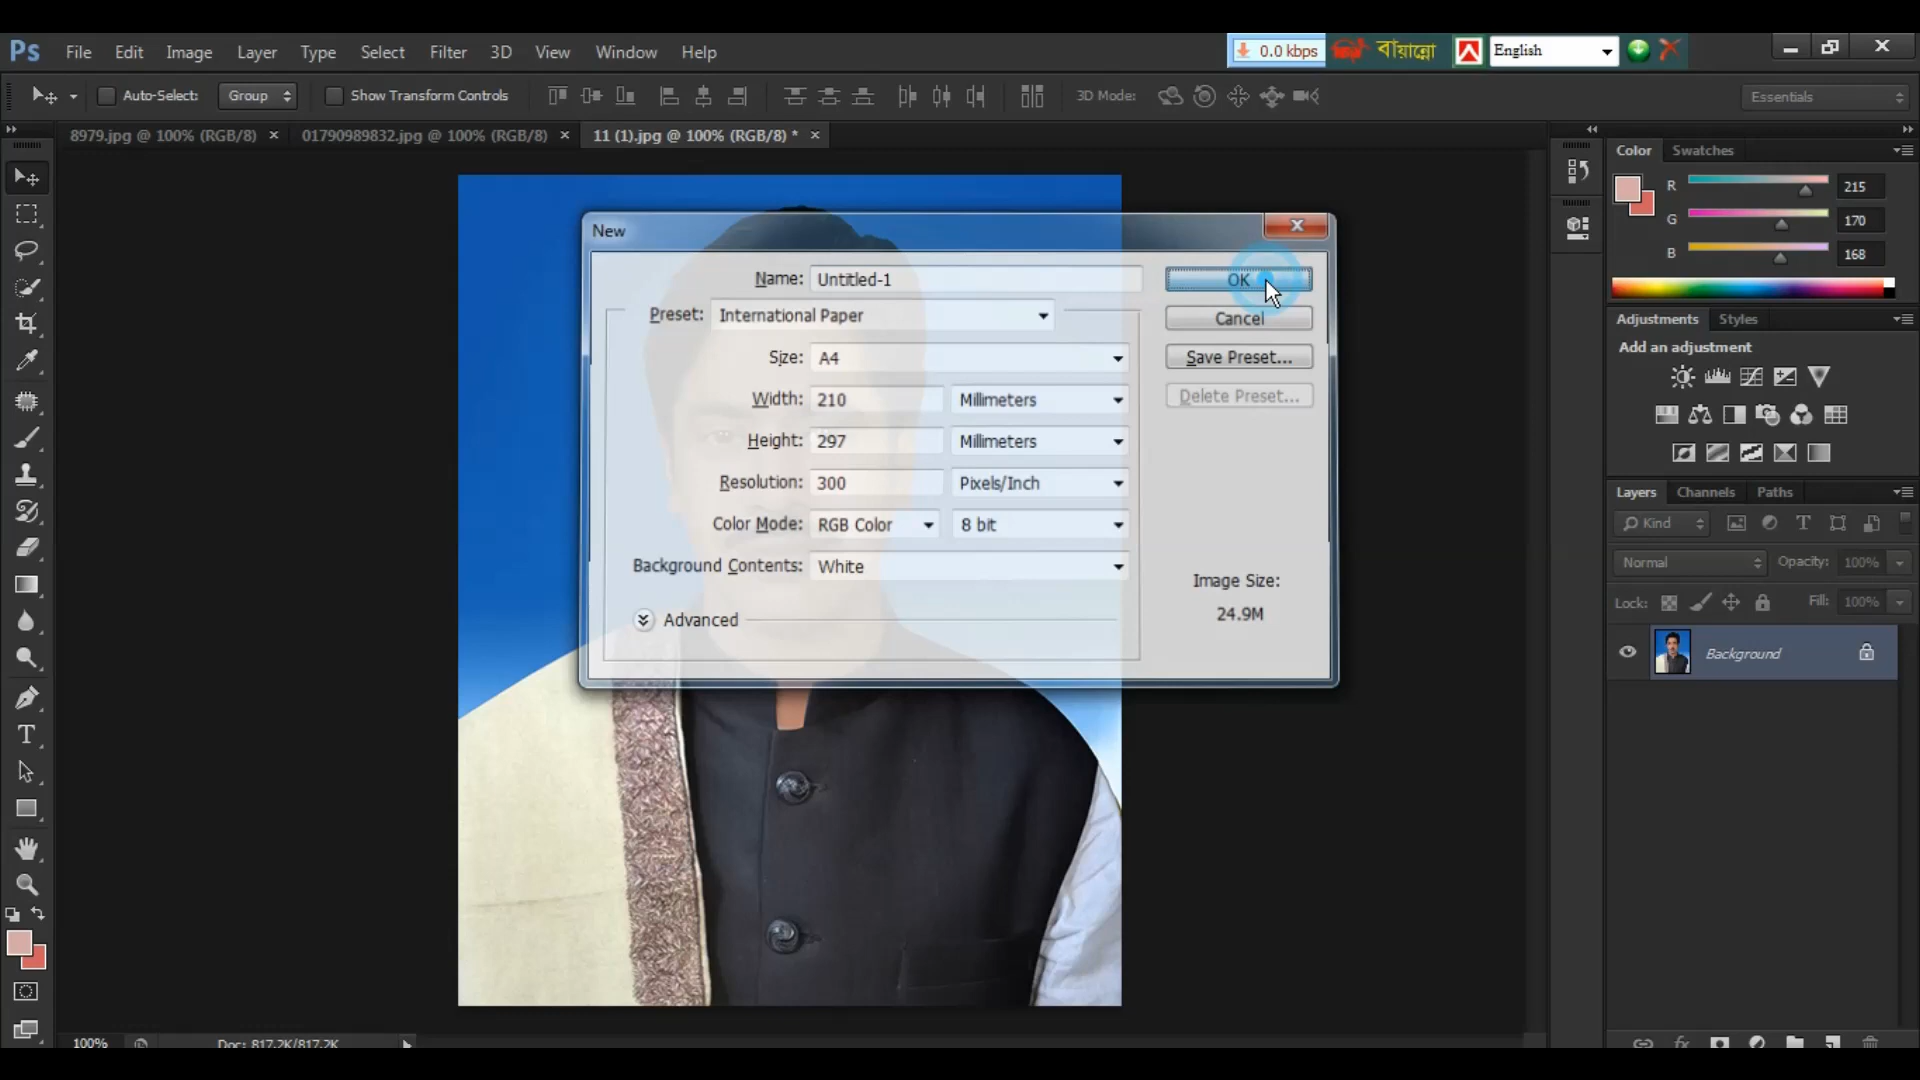 Ps File Edit Image Layer Type Select Filter 3D View Window Help 0.0 kbps বায়ান্নো English
Auto-Select: Group Show Transform Controls 3D Mode: Essentials
8979.jpg @ 100% (RGB/8) × 01790989832.jpg @ 100% (RGB/8) × 11 (1).jpg @ 100% (RGB/8) * ×
Color Swatches
R 215
G 170
B 168
New
Name: Untitled-1 OK
Preset: International Paper Cancel
Size: A4 Save Preset...
Width: 210 Millimeters Delete Preset...
Height: 297 Millimeters
Resolution: 300 Pixels/Inch
Color Mode: RGB Color 8 bit
Background Contents: White
Image Size:
24.9M
Advanced
Adjustments Styles
Add an adjustment
Layers Channels Paths
Kind
Normal Opacity: 100%
Lock: Fill: 100%
Background
100% Doc: 817.2K/817.2K